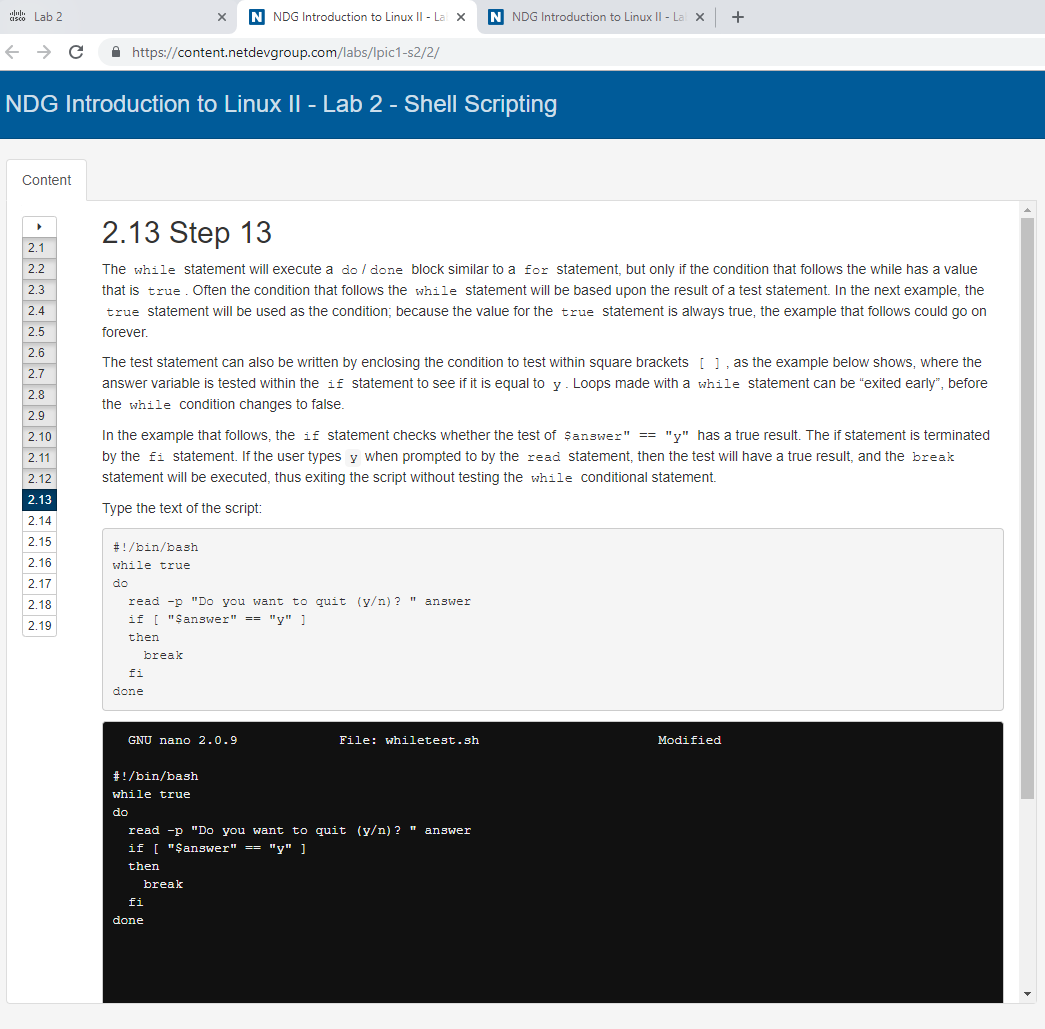 Lab 2
NDG Introduction to Linux II - La
NDG Introduction to Linux II - La
https://content.netdevgroup.com/labs/lpic1-s2/2/
NDG Introduction to Linux II - Lab 2 - Shell Scripting
Content
2.1
2.2
2.3
2.4
2.5
2.6
2.7
2.8
2.9
2.10
2.11
2.12
2.13
2.14
2.15
2.16
2.17
2.18
2.19
2.13 Step 13
The while statement will execute a do / done block similar to a for statement, but only if the condition that follows the while has a value
that is true . Often the condition that follows the while statement will be based upon the result of a test statement. In the next example, the
true statement will be used as the condition; because the value for the true statement is always true, the example that follows could go on
forever.
The test statement can also be written by enclosing the condition to test within square brackets [ ] , as the example below shows, where the
answer variable is tested within the if statement to see if it is equal to y . Loops made with a while statement can be “exited early”, before
the while condition changes to false.
In the example that follows, the if statement checks whether the test of $answer" == "y" has a true result. The if statement is terminated
by the fi statement. If the user types y when prompted to by the read statement, then the test will have a true result, and the break
statement will be executed, thus exiting the script without testing the while conditional statement.
Type the text of the script:
#!/bin/bash
while true
do
  read -p "Do you want to quit (y/n)? " answer
  if [ "$answer" == "y" ]
  then
    break
  fi
done
GNU nano 2.0.9 File: whiletest.sh Modified
#!/bin/bash
while true
do
  read -p "Do you want to quit (y/n)? " answer
  if [ "$answer" == "y" ]
  then
    break
  fi
done